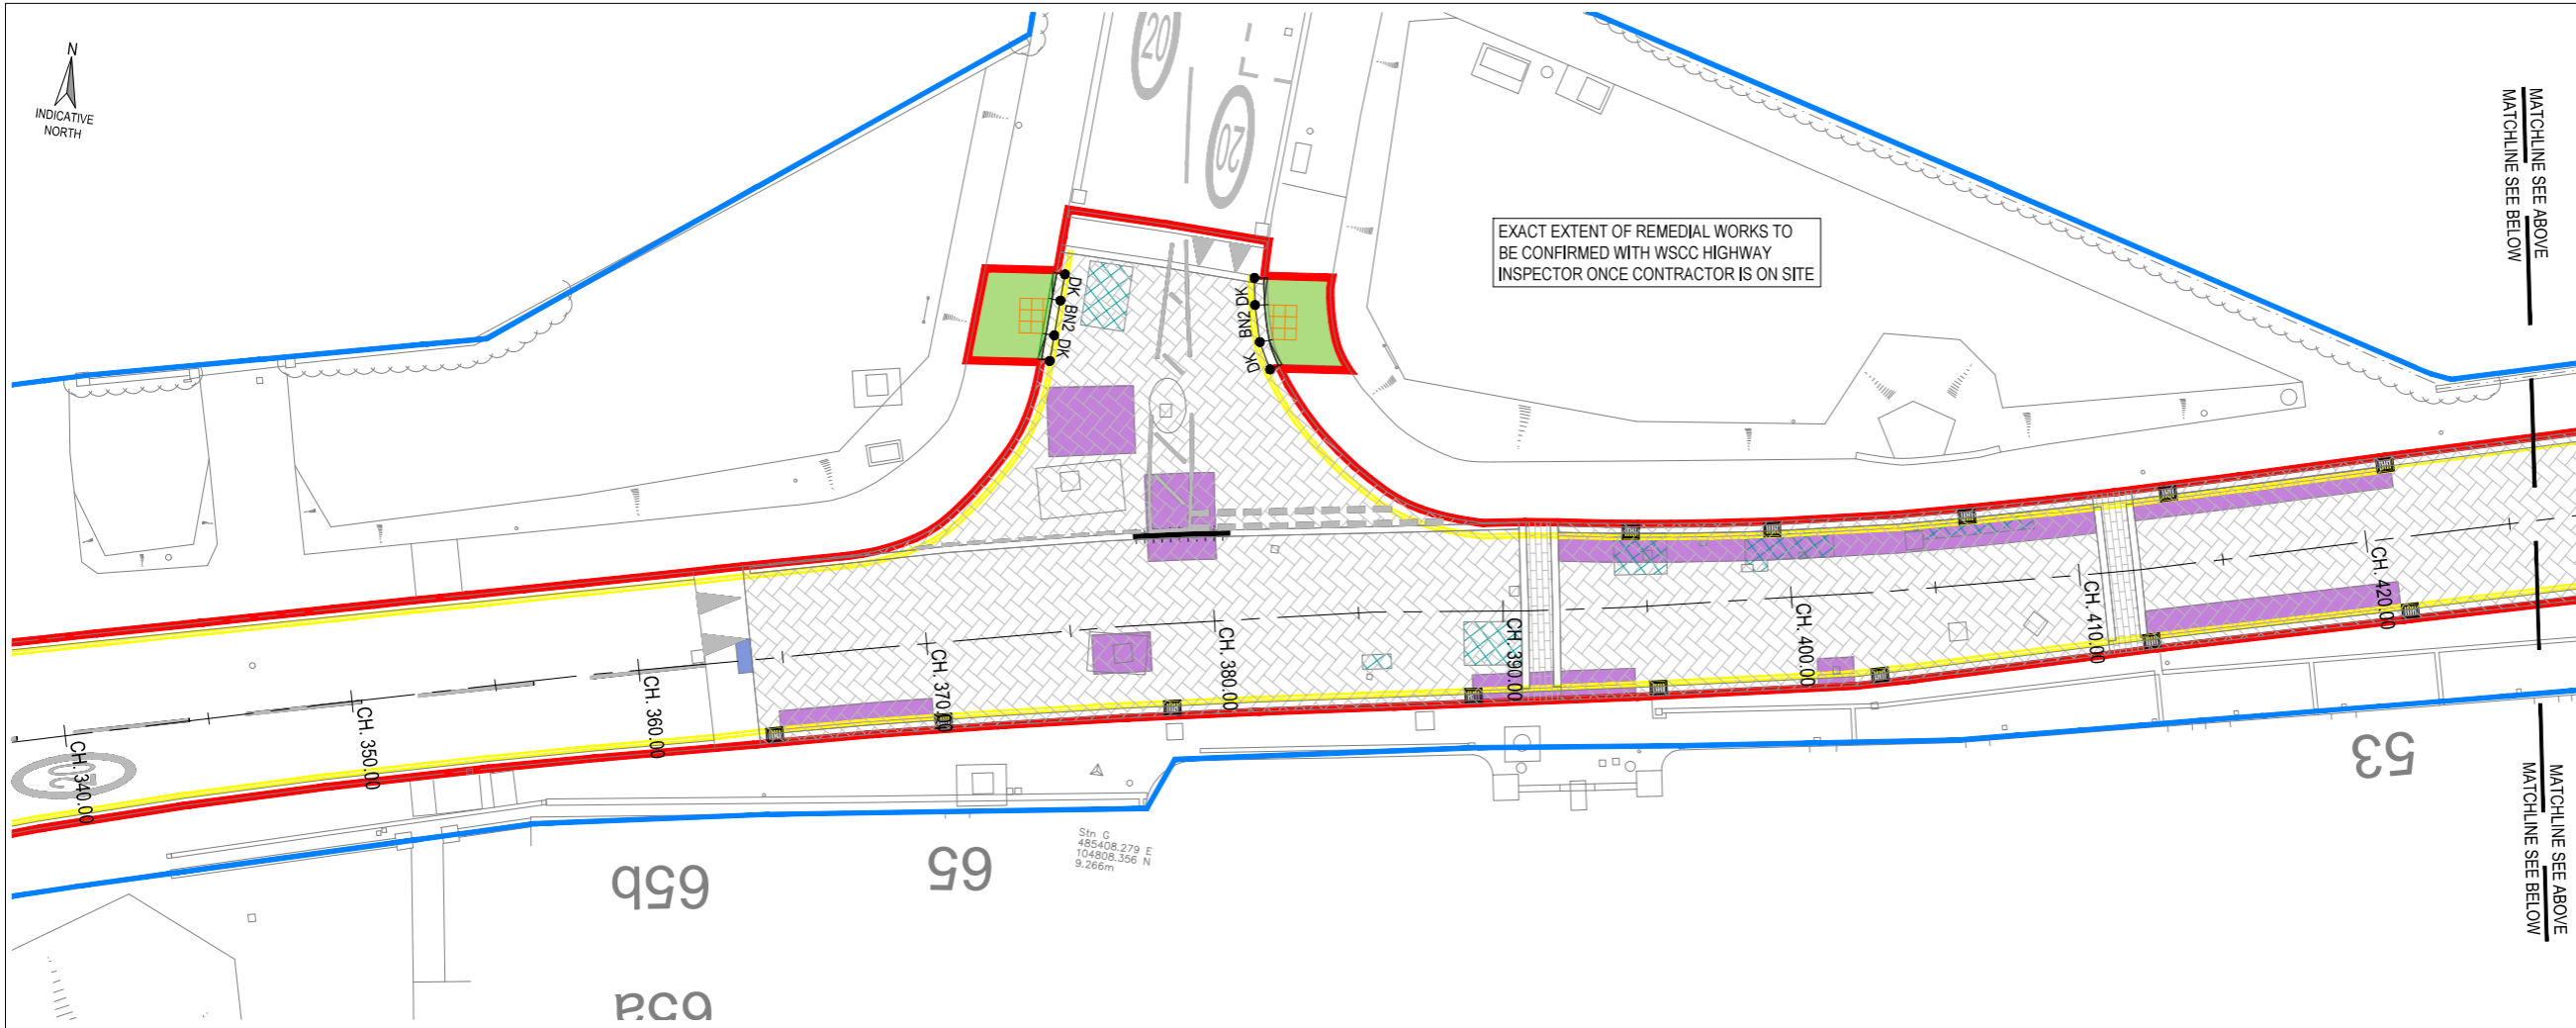 N
INDICATIVE
NORTH
20
20
EXACT EXTENT OF REMEDIAL WORKS TO
BE CONFIRMED WITH WSCC HIGHWAY
INSPECTOR ONCE CONTRACTOR IS ON SITE
MATCHLINE SEE ABOVE
MATCHLINE SEE BELOW
DK
BN2
DK
DK
BN2
DK
CH. 340.00
CH. 350.00
CH. 360.00
CH. 370.00
CH. 380.00
CH. 390.00
CH. 400.00
CH. 410.00
CH. 420.00
65b
65
65a
53
Stn G
485408.279 E
104808.356 N
9.266m
MATCHLINE SEE ABOVE
MATCHLINE SEE BELOW